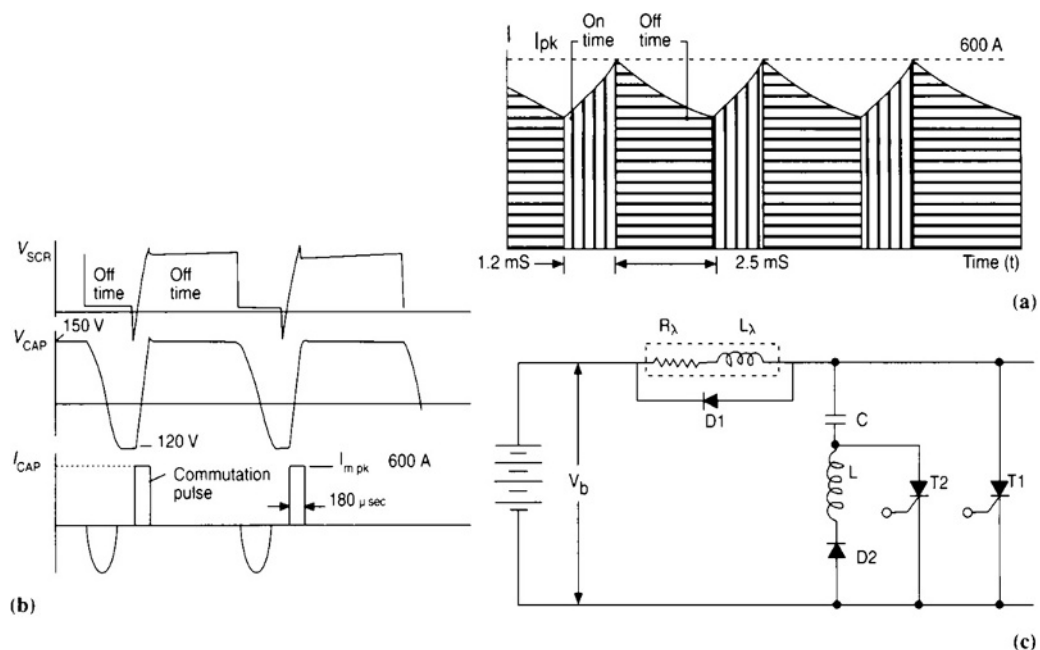 On
time
Off
time
I
Ipk
600 A
1.2 mS
2.5 mS
Time (t)
(a)
VSCR
Off
time
Off
time
150 V
VCAP
120 V
ICAP
Im pk 600 A
Commutation
pulse
180 μ sec
(b)
Rλ
Lλ
D1
C
Vb
L
T2
T1
D2
(c)